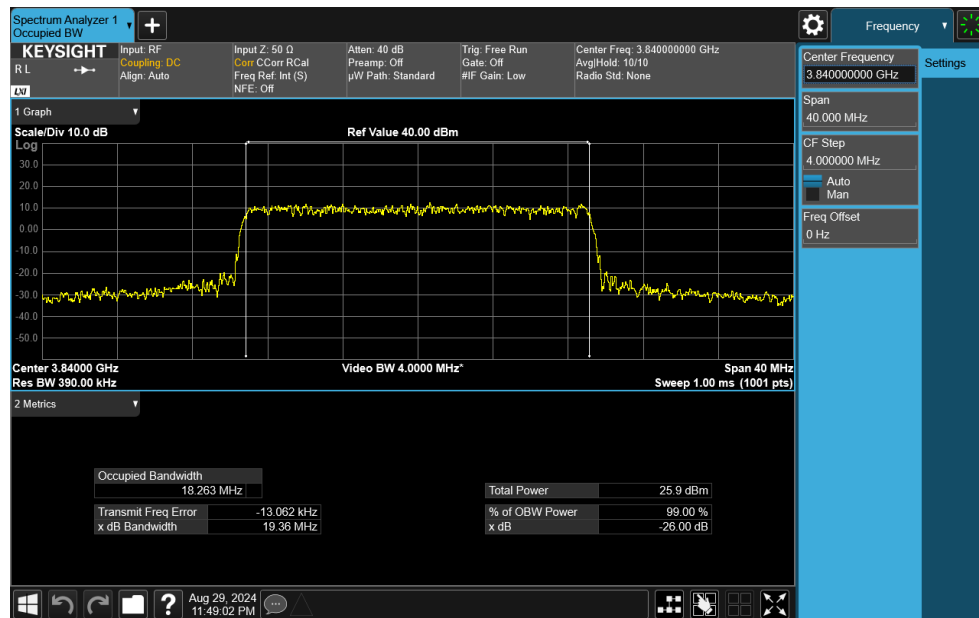 Spectrum Analyzer 1
Occupied BW
Frequency
KEYSIGHT
R L
LXI
Input: RF
Coupling: DC
Align: Auto
Input Z: 50 Ω
Corr CCorr RCal
Freq Ref: Int (S)
NFE: Off
Atten: 40 dB
Preamp: Off
µW Path: Standard
Trig: Free Run
Gate: Off
#IF Gain: Low
Center Freq: 3.840000000 GHz
Avg|Hold: 10/10
Radio Std: None
Center Frequency
3.840000000 GHz
Settings
Span
40.000 MHz
CF Step
4.000000 MHz
Auto
Man
Freq Offset
0 Hz
1 Graph
Scale/Div 10.0 dB
Ref Value 40.00 dBm
Log
30.0
20.0
10.0
0.00
-10.0
-20.0
-30.0
-40.0
-50.0
Center 3.84000 GHz
Video BW 4.0000 MHz*
Span 40 MHz
Res BW 390.00 kHz
Sweep 1.00 ms (1001 pts)
2 Metrics
Occupied Bandwidth
18.263 MHz
Total Power 25.9 dBm
Transmit Freq Error -13.062 kHz
% of OBW Power 99.00 %
x dB Bandwidth 19.36 MHz
x dB -26.00 dB
Aug 29, 2024
11:49:02 PM